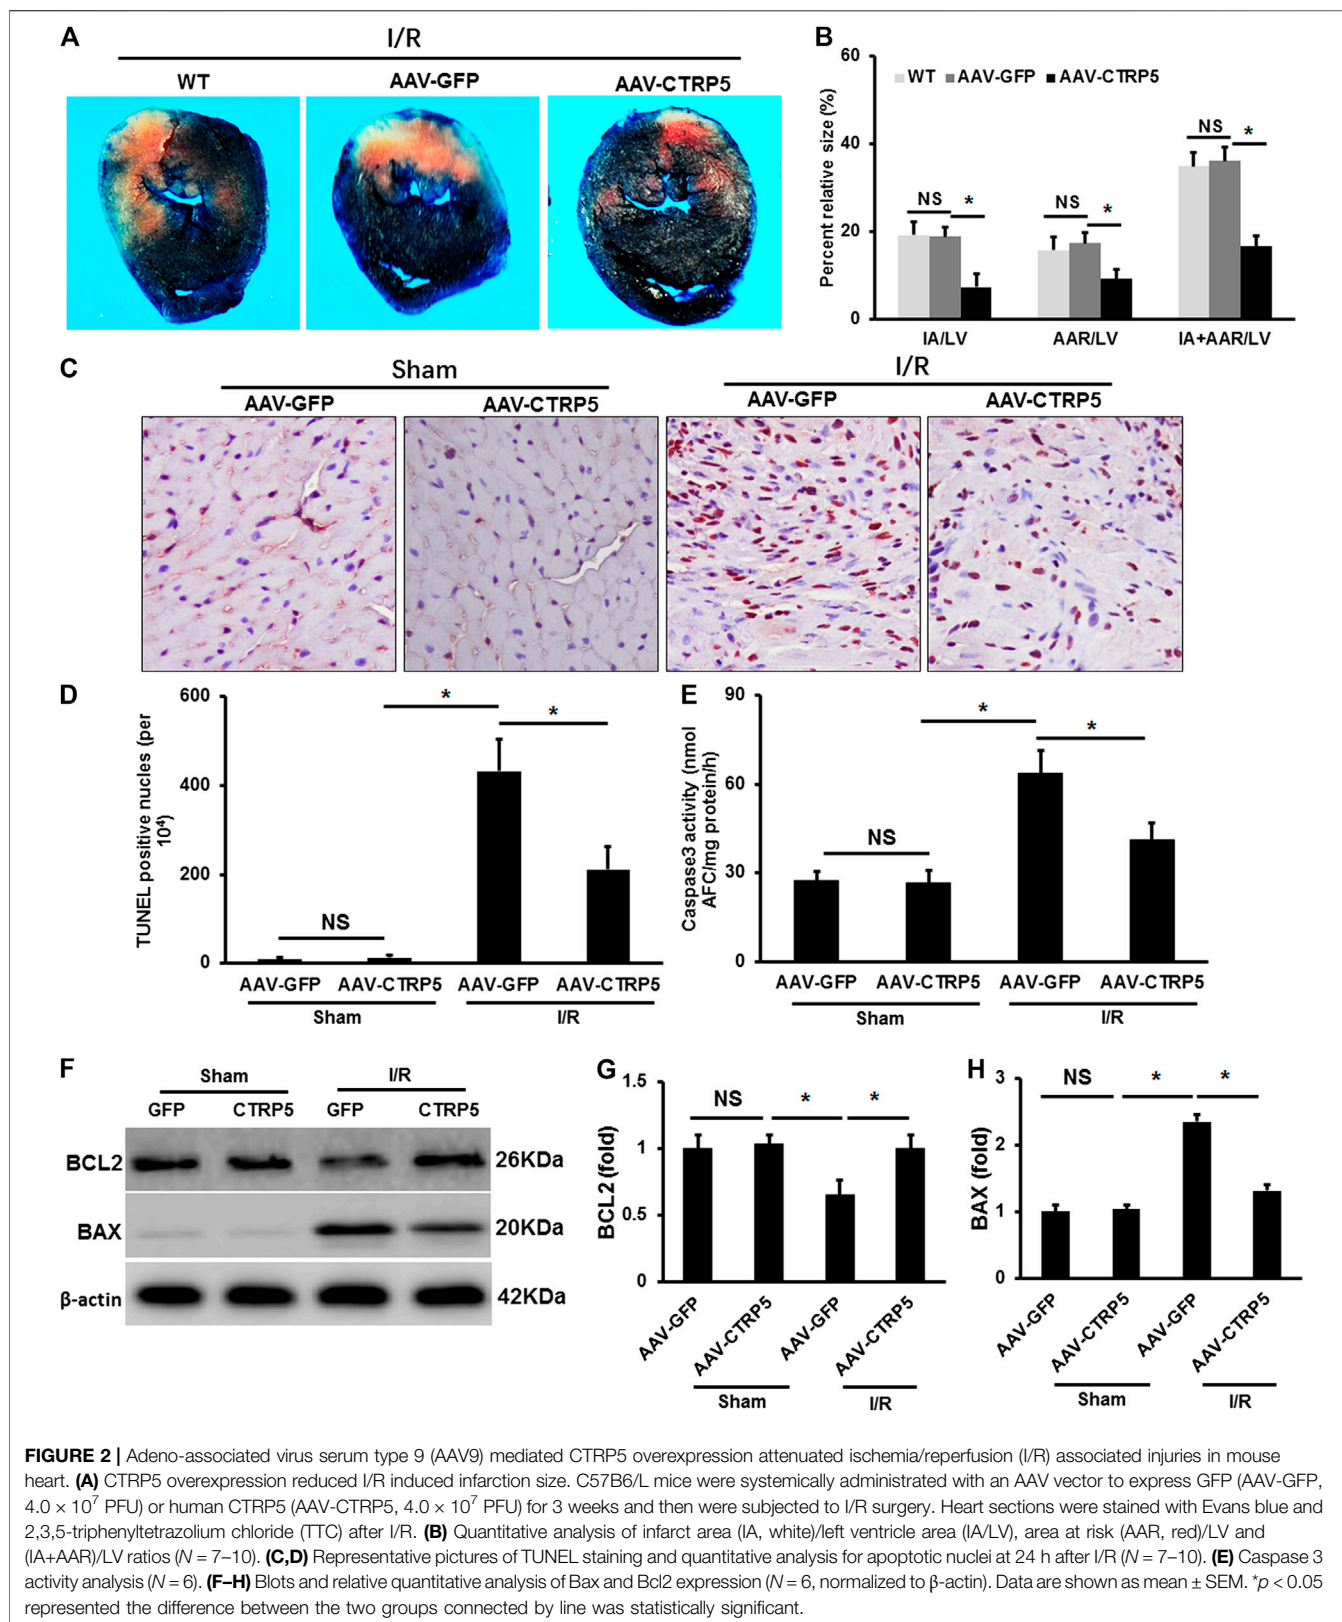 A
I/R
WT
AAV-GFP
AAV-CTRP5
B
Percent relative size (%)
60
40
20
0
WT AAV-GFP AAV-CTRP5
NS
*
NS
*
NS
*
IA/LV
AAR/LV
IA+AAR/LV
C
Sham
I/R
AAV-GFP
AAV-CTRP5
AAV-GFP
AAV-CTRP5
D
TUNEL positive nucles (per
10⁴)
600
400
200
0
NS
*
*
AAV-GFP AAV-CTRP5 AAV-GFP AAV-CTRP5
Sham
I/R
E
Caspase3 activity (nmol
AFC/mg protein/h)
90
60
30
0
NS
*
*
AAV-GFP AAV-CTRP5 AAV-GFP AAV-CTRP5
Sham
I/R
F
Sham
I/R
GFP
CTRP5
GFP
CTRP5
BCL2
26KDa
BAX
20KDa
β-actin
42KDa
G
BCL2 (fold)
1.5
1
0.5
0
NS
*
*
AAV-GFP
AAV-CTRP5
AAV-GFP
AAV-CTRP5
Sham
I/R
H
BAX (fold)
3
2
1
0
NS
*
*
AAV-GFP
AAV-CTRP5
AAV-GFP
AAV-CTRP5
Sham
I/R
FIGURE 2 | Adeno-associated virus serum type 9 (AAV9) mediated CTRP5 overexpression attenuated ischemia/reperfusion (I/R) associated injuries in mouse
heart. (A) CTRP5 overexpression reduced I/R induced infarction size. C57B6/L mice were systemically administrated with an AAV vector to express GFP (AAV-GFP,
4.0 × 10⁷ PFU) or human CTRP5 (AAV-CTRP5, 4.0 × 10⁷ PFU) for 3 weeks and then were subjected to I/R surgery. Heart sections were stained with Evans blue and
2,3,5-triphenyltetrazolium chloride (TTC) after I/R. (B) Quantitative analysis of infarct area (IA, white)/left ventricle area (IA/LV), area at risk (AAR, red)/LV and
(IA+AAR)/LV ratios (N = 7–10). (C,D) Representative pictures of TUNEL staining and quantitative analysis for apoptotic nuclei at 24 h after I/R (N = 7–10). (E) Caspase 3
activity analysis (N = 6). (F–H) Blots and relative quantitative analysis of Bax and Bcl2 expression (N = 6, normalized to β-actin). Data are shown as mean ± SEM. *p < 0.05
represented the difference between the two groups connected by line was statistically significant.